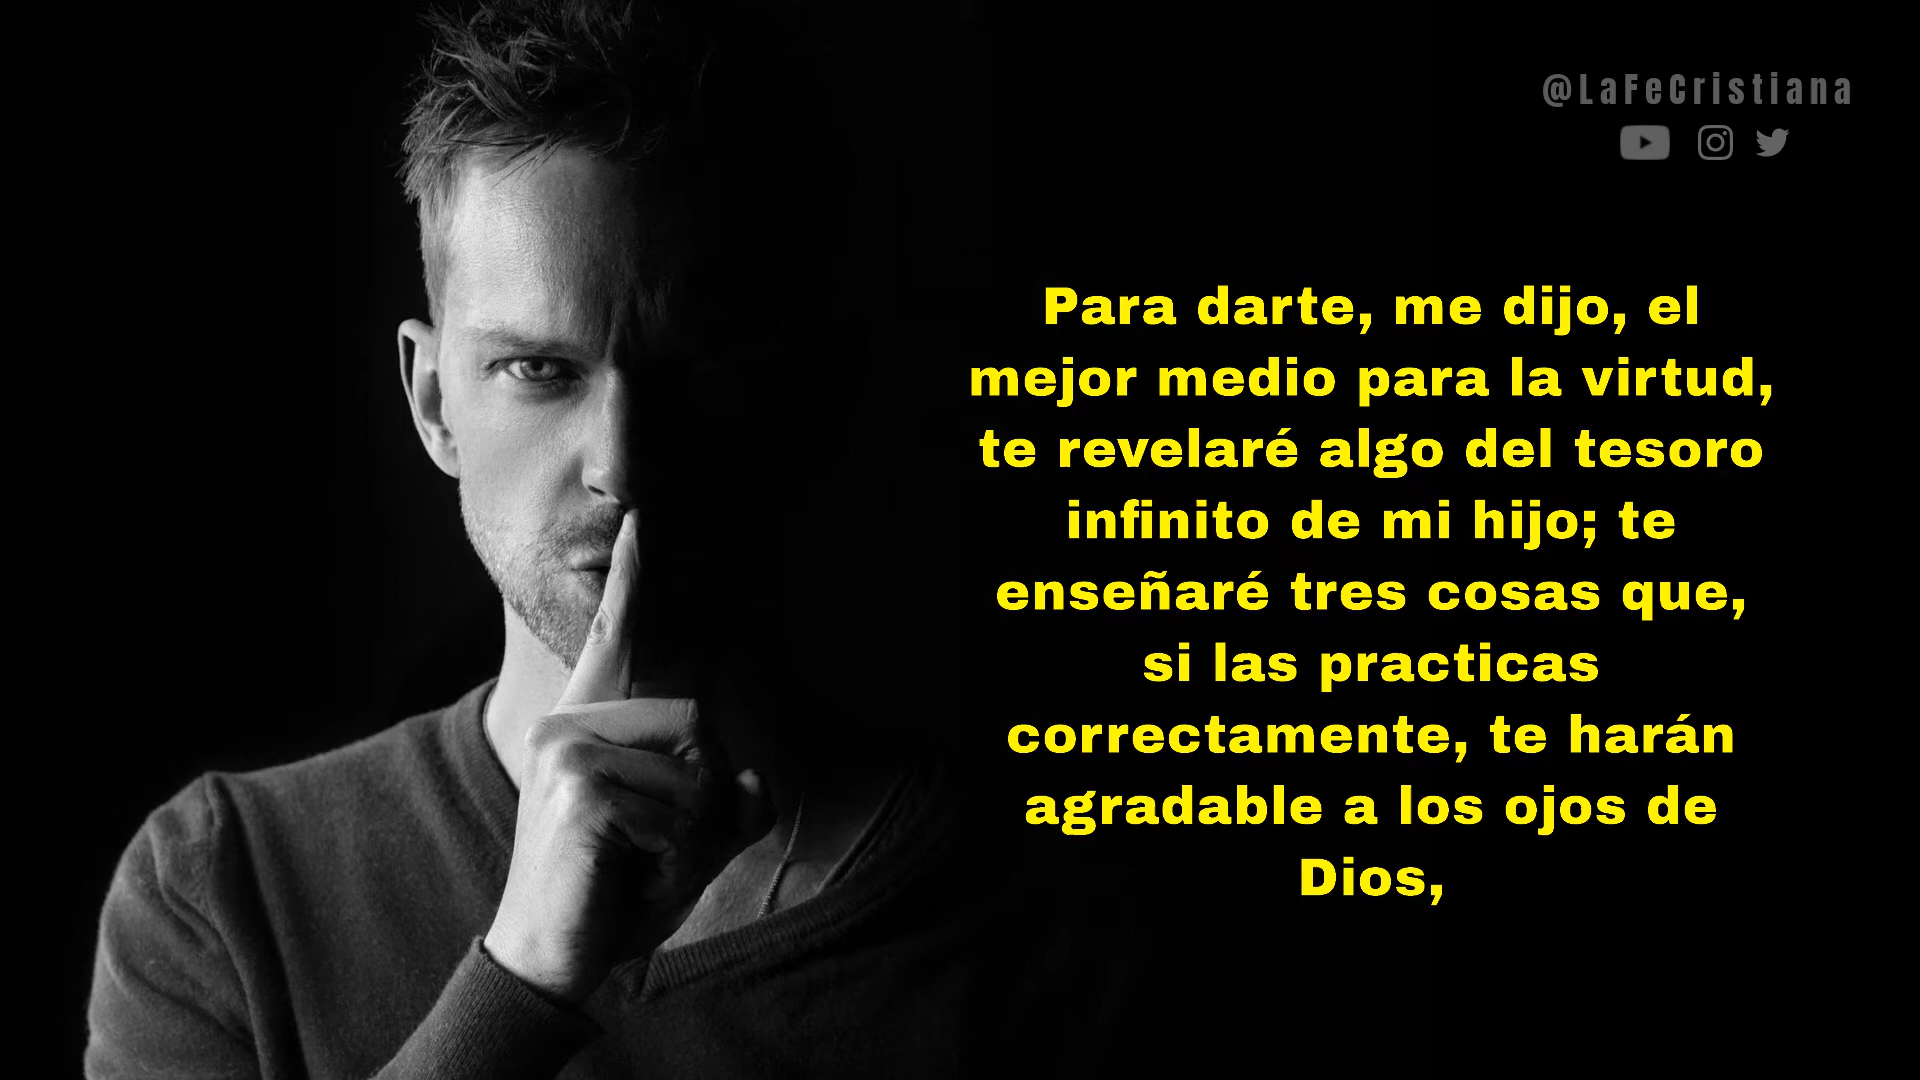 @LaFeCristiana
Para darte, me dijo, el
mejor medio para la virtud,
te revelaré algo del tesoro
infinito de mi hijo; te
enseñaré tres cosas que,
si las practicas
correctamente, te harán
agradable a los ojos de
Dios,